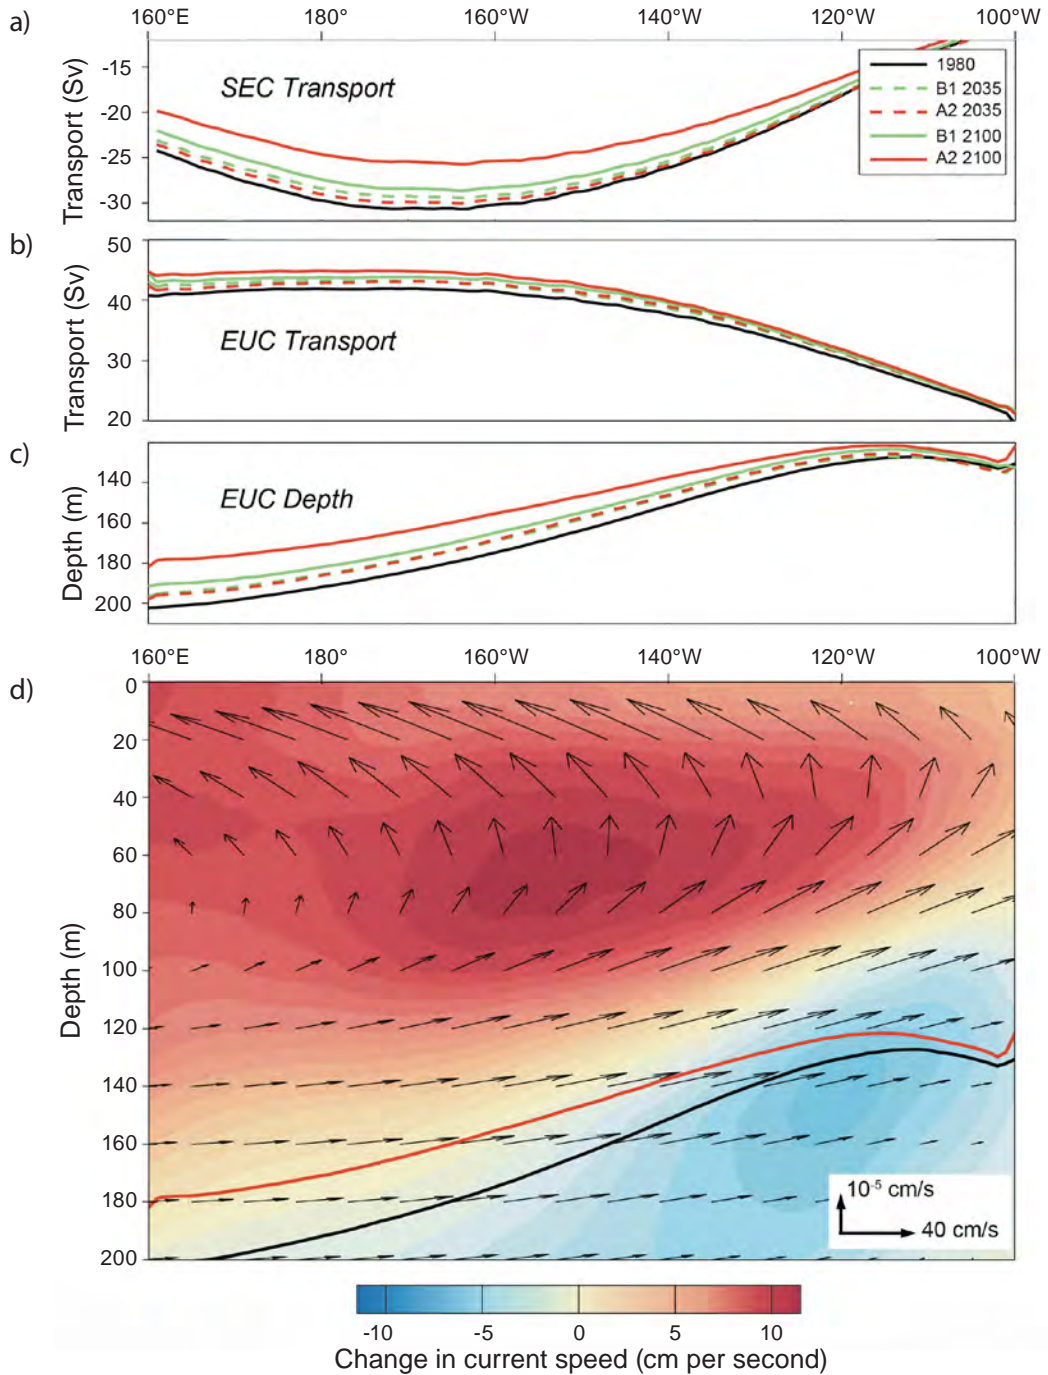 a)
160°E 180° 160°W 140°W 120°W 100°W
Transport (Sv)
-15
-20
-25
-30
SEC Transport
1980
B1 2035
A2 2035
B1 2100
A2 2100
b)
Transport (Sv)
50
40
30
20
EUC Transport
c)
Depth (m)
140
160
180
200
EUC Depth
160°E 180° 160°W 140°W 120°W 100°W
d)
Depth (m)
0
20
40
60
80
100
120
140
160
180
200
10⁻⁵ cm/s
40 cm/s
-10 -5 0 5 10
Change in current speed (cm per second)